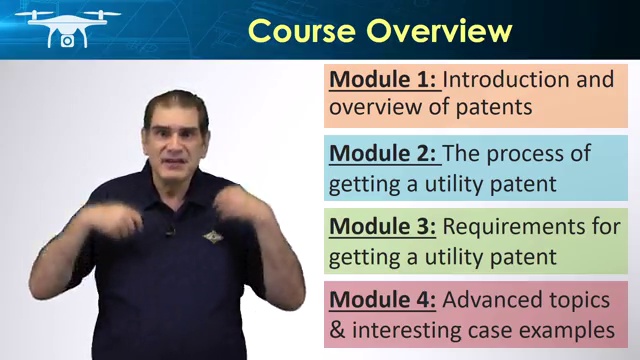 Course Overview
Module 1: Introduction and
overview of patents
Module 2: The process of
getting a utility patent
Module 3: Requirements for
getting a utility patent
Module 4: Advanced topics
& interesting case examples